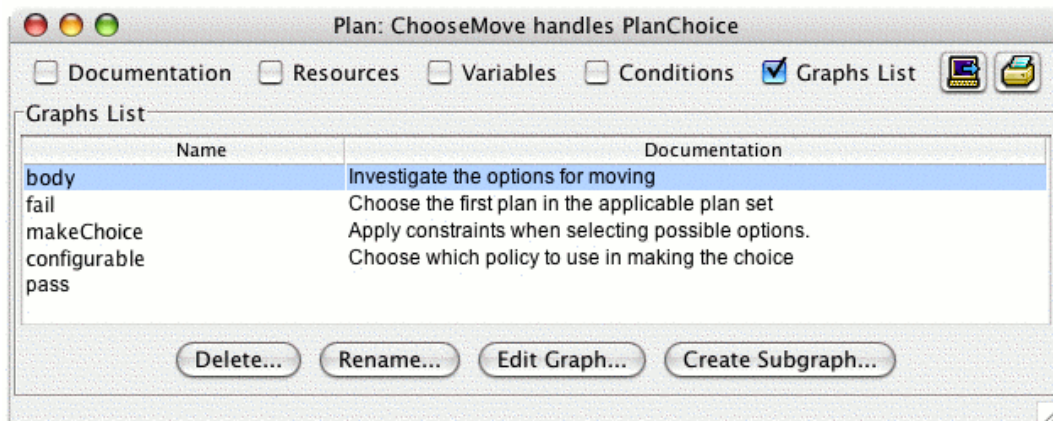 Plan: ChooseMove handles PlanChoice
Documentation Resources Variables Conditions Graphs List
Graphs List
Name Documentation
body Investigate the options for moving
fail Choose the first plan in the applicable plan set
makeChoice Apply constraints when selecting possible options.
configurable Choose which policy to use in making the choice
pass
Delete... Rename... Edit Graph... Create Subgraph...